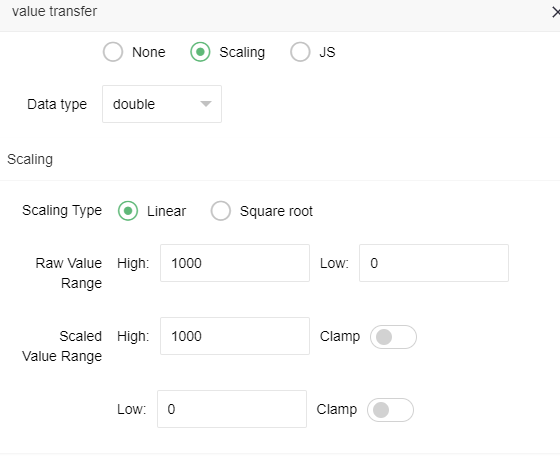 value transfer
None Scaling JS
Data type double
Scaling
Scaling Type Linear Square root
Raw Value Range High: 1000 Low: 0
Scaled Value Range High: 1000 Clamp
Low: 0 Clamp